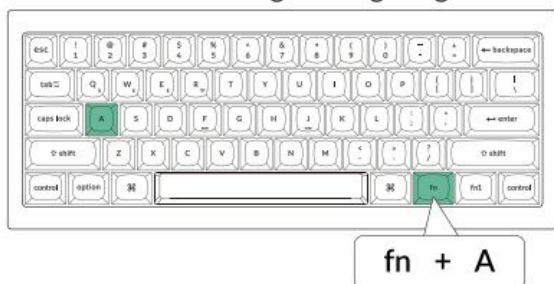 esc ! 1 @ 2 # 3 $ 4 % 5 ^ 6 & 7 * 8 ( 9 ) 0 - + ← backspace
tab Q W E R T Y U I O P { [ } ] | \
caps lock A S D F G H J K L : ; ↵ enter
⇧ shift Z X C V B N M < , > . ? / ⇧ shift
control option ⌘ ⌘ fn fn1 control
fn + A